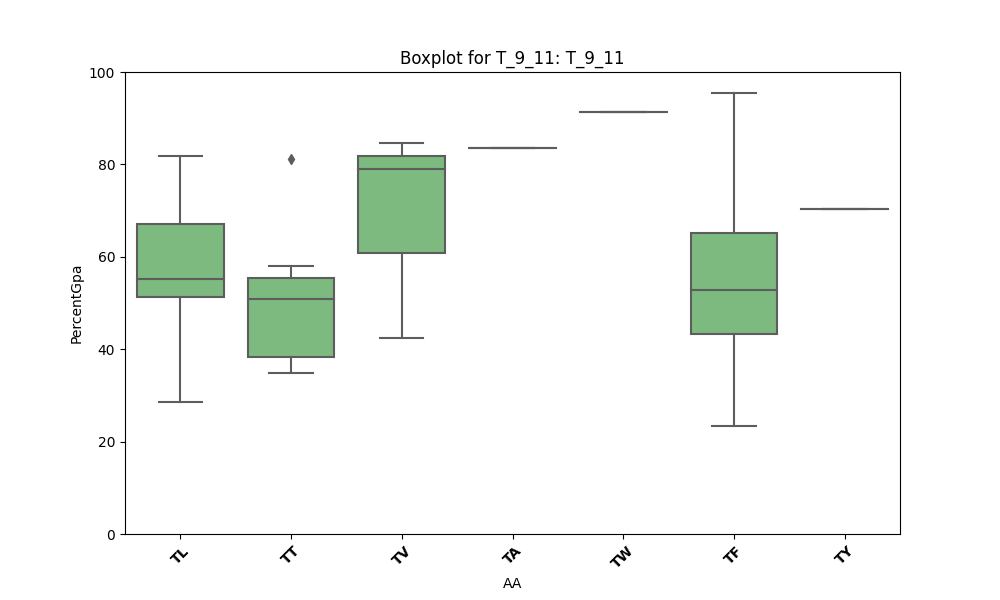 Boxplot for T_9_11: T_9_11
PercentGpa
100
80
60
40
20
0
TL
TT
TV
TA
TW
TF
TY
AA